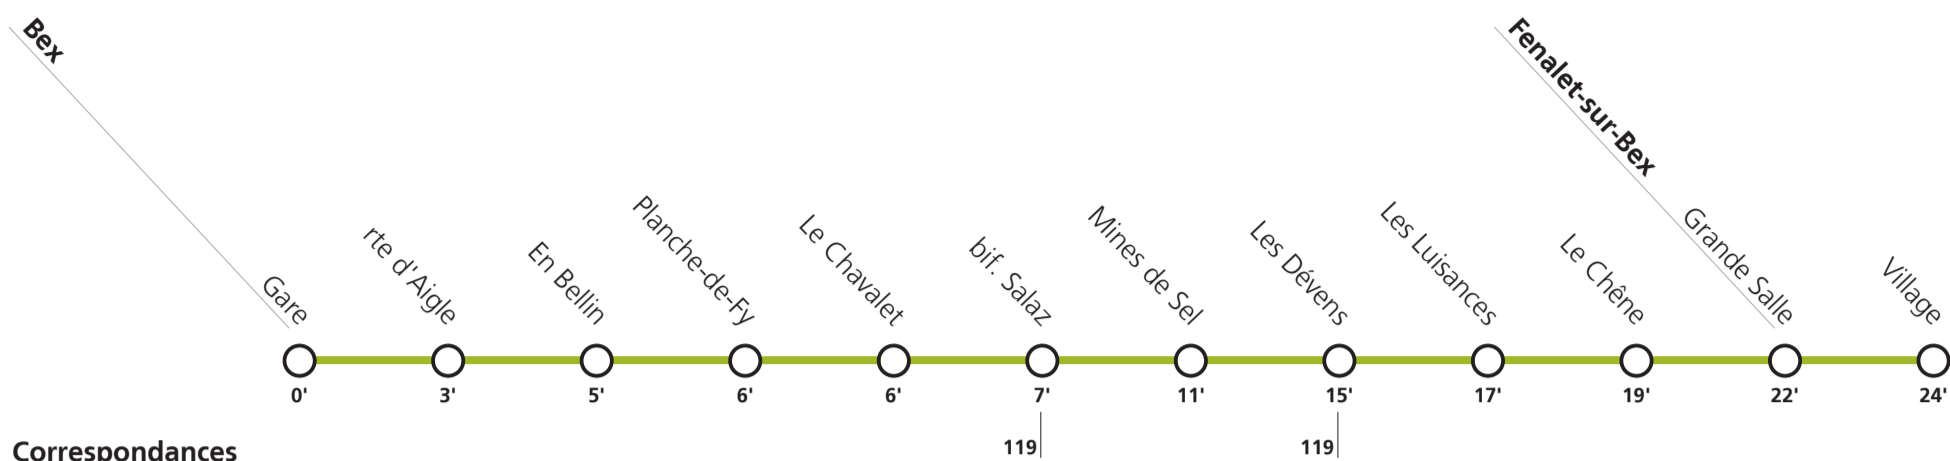 Bex
Fenalet-sur-Bex
Gare
rte d'Aigle
En Bellin
Planche-de-Fy
Le Chavalet
bif. Salaz
Mines de Sel
Les Dévens
Les Luisances
Le Chêne
Grande Salle
Village
0' 3' 5' 6' 6' 7' 11' 15' 17' 19' 22' 24'
Correspondances 119 119